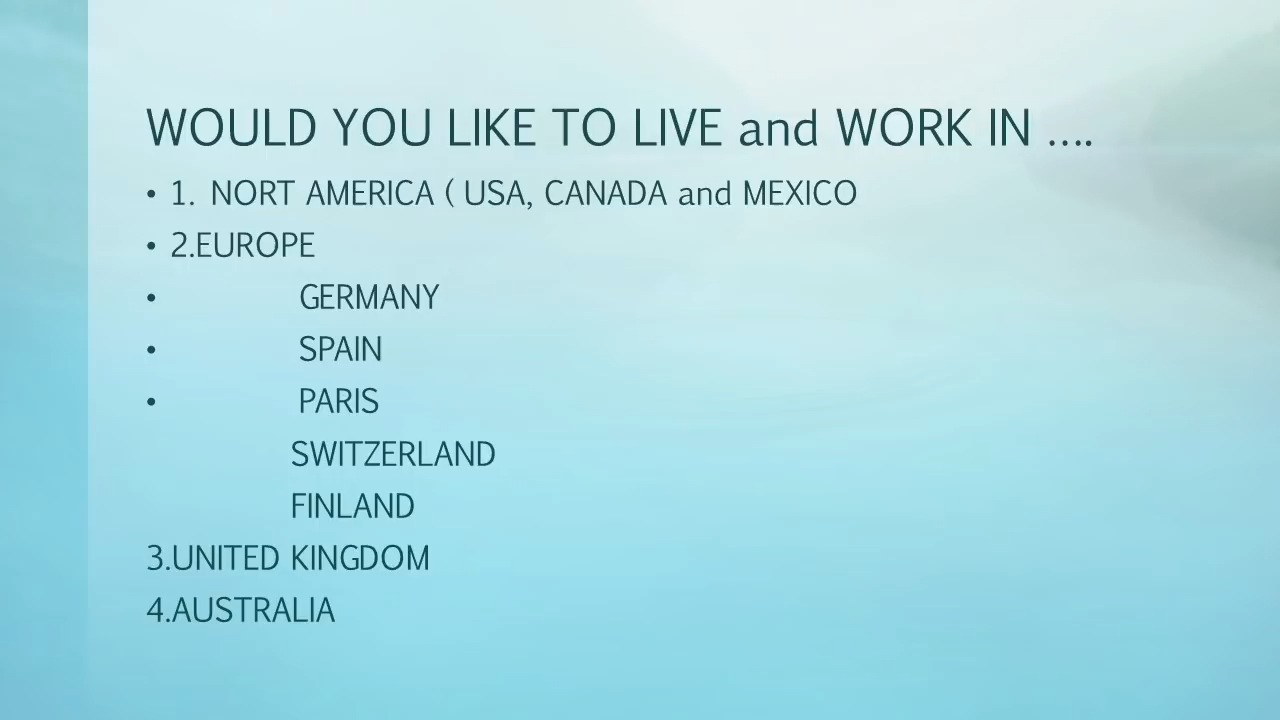 WOULD YOU LIKE TO LIVE and WORK IN ....
• 1. NORT AMERICA ( USA, CANADA and MEXICO
• 2.EUROPE
• GERMANY
• SPAIN
• PARIS
SWITZERLAND
FINLAND
3.UNITED KINGDOM
4.AUSTRALIA